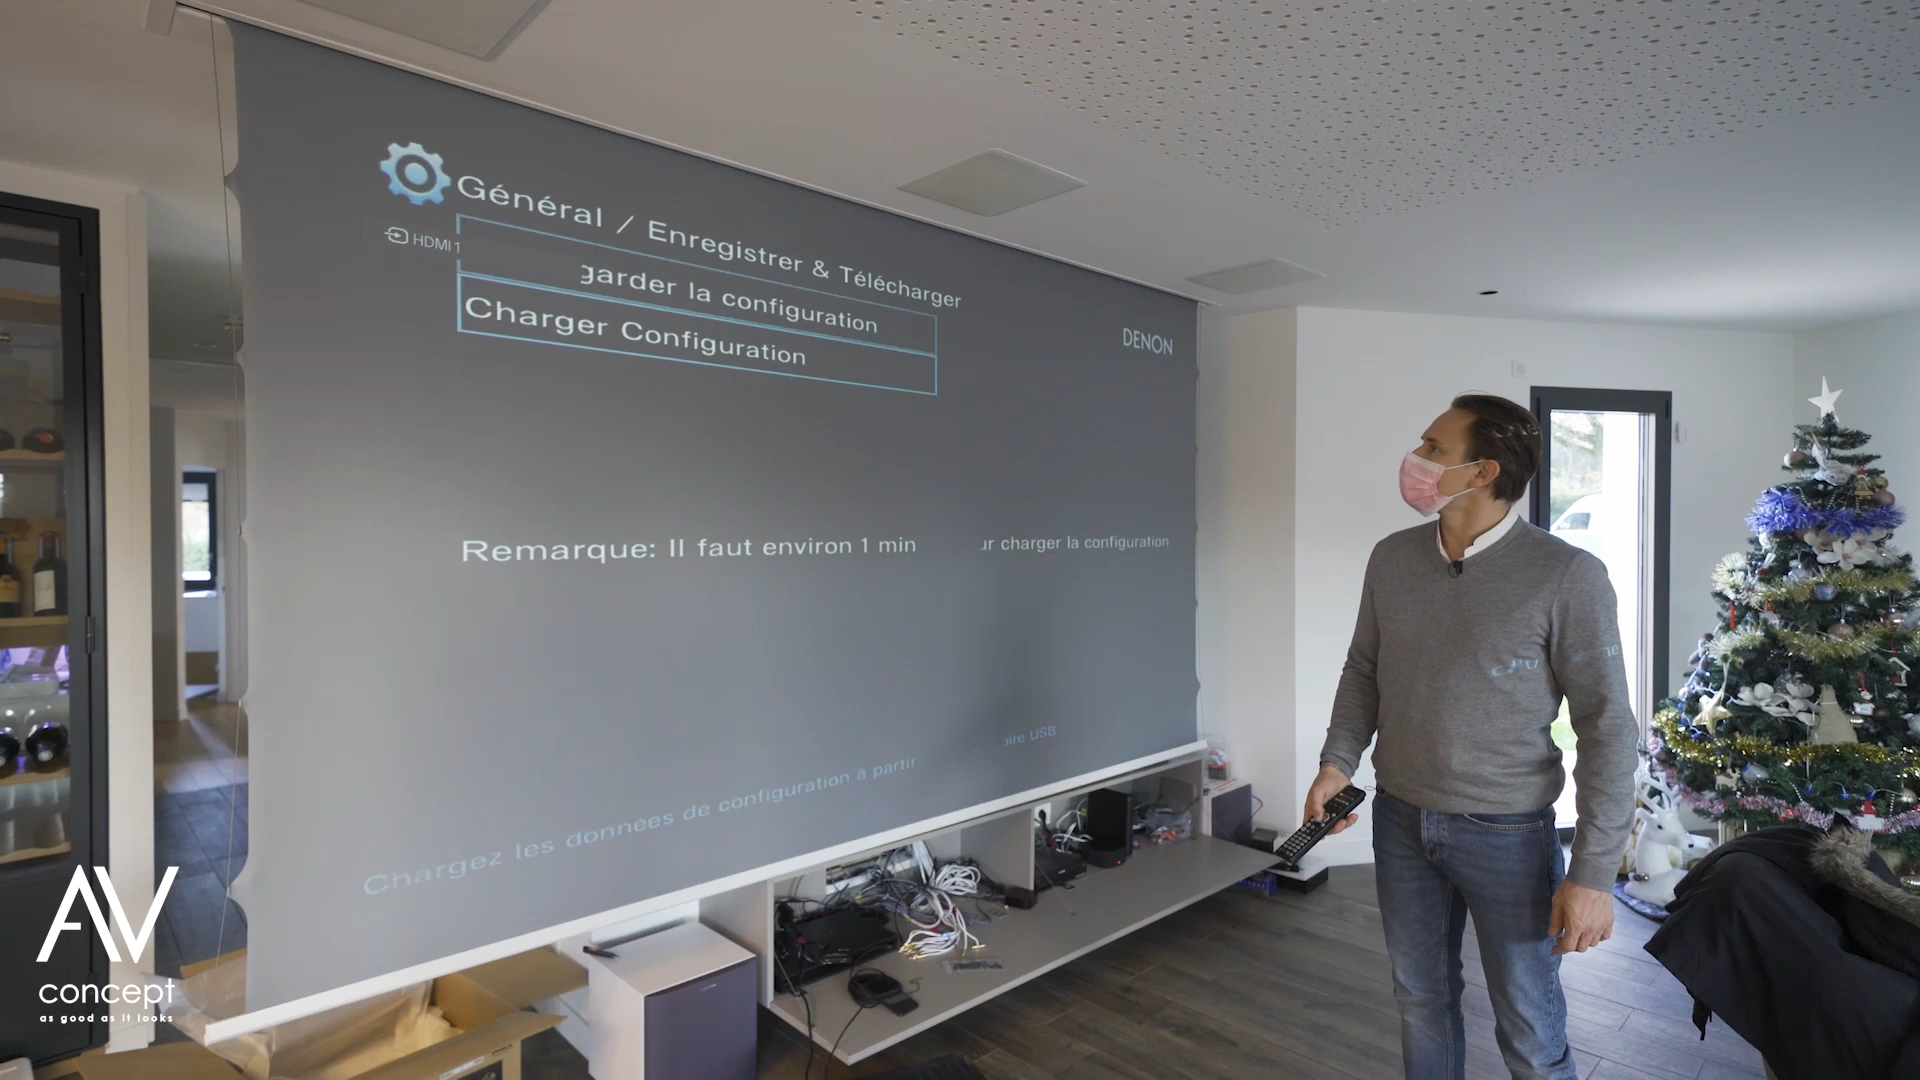 Général / Enregistrer & Télécharger
HDMI 1
garder la configuration
Charger Configuration
DENON
Remarque: Il faut environ 1 min ur charger la configuration
Chargez les données de configuration à partir oire USB
AV
concept
as good as it looks